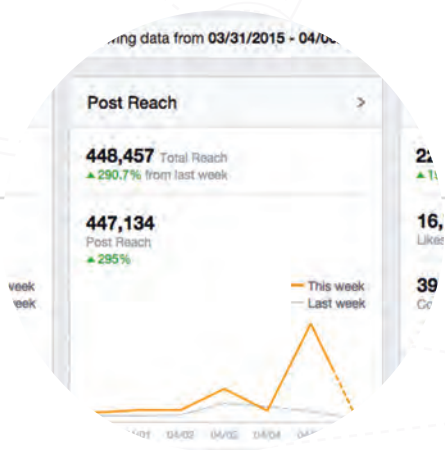 data from 03/31/2015 - 04/0
Post Reach
448,457 Total Reach
290.7% from last week
447,134
Post Reach
295%
This week
Last week
16,
39
04/02 04/03 04/04